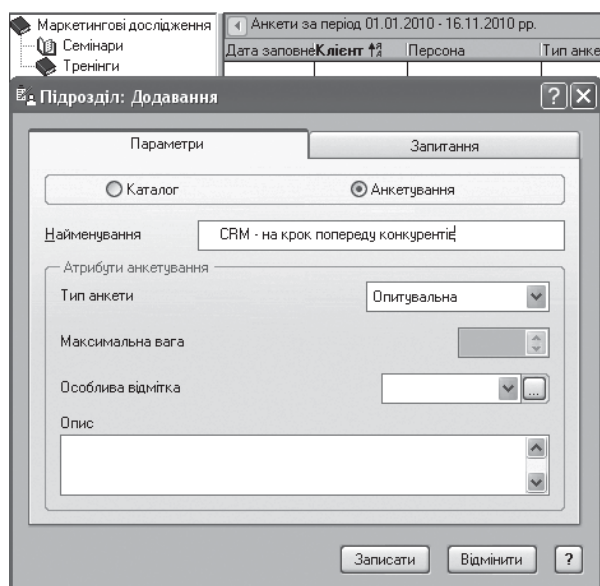 Маркетингові дослідження
Семінари
Тренінги
Анкети за період 01.01.2010 - 16.11.2010 рр.
Дата заповне Клієнт Персона Тип анке
Підрозділ: Додавання
Параметри Запитання
Каталог Анкетування
Найменування CRM - на крок попереду конкурентів
Атрибути анкетування
Тип анкети Опитувальна
Максимальна вага
Особлива відмітка ...
Опис
Записати Відмінити ?